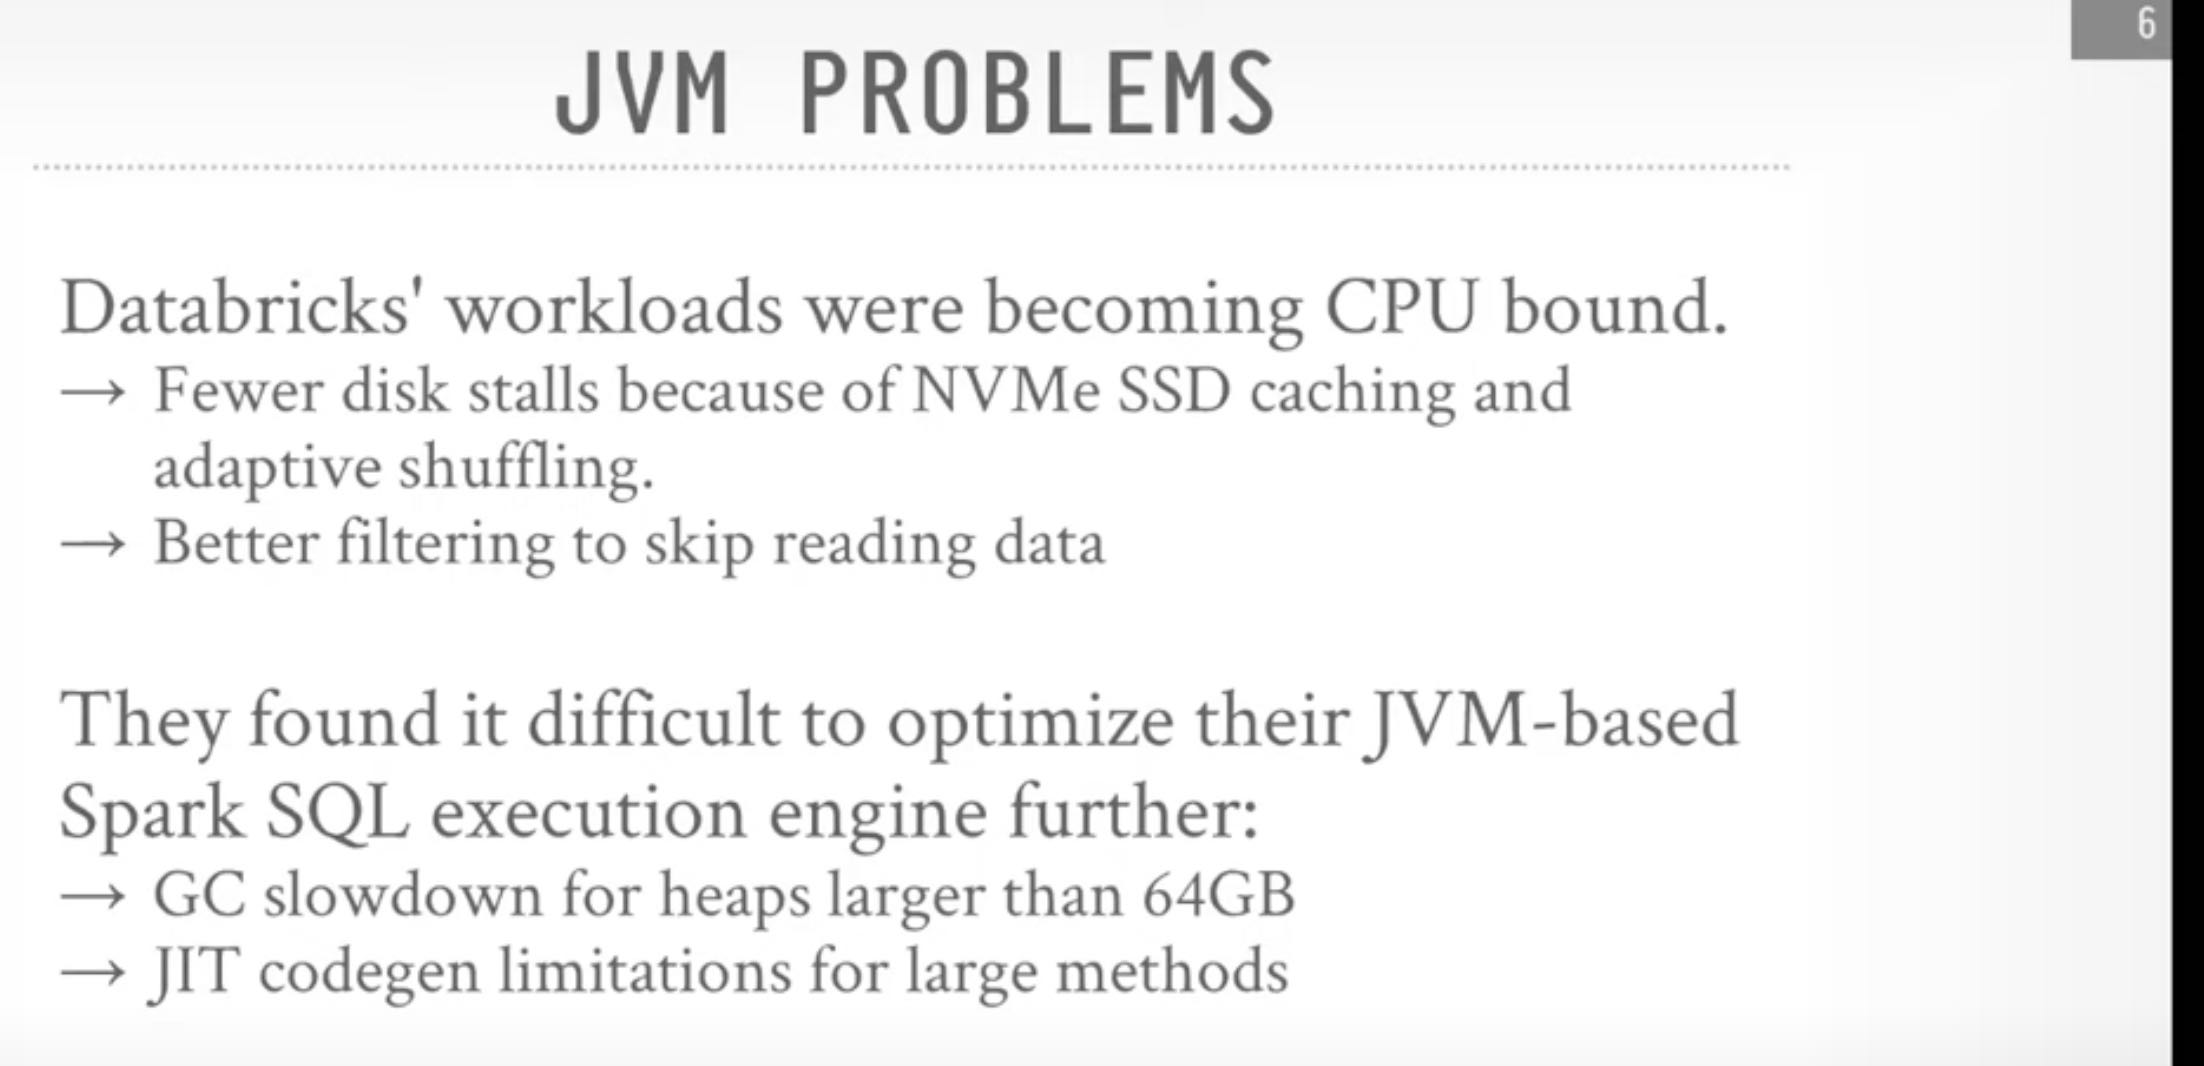 6
JVM PROBLEMS
Databricks' workloads were becoming CPU bound.
→ Fewer disk stalls because of NVMe SSD caching and
adaptive shuffling.
→ Better filtering to skip reading data
They found it difficult to optimize their JVM-based
Spark SQL execution engine further:
→ GC slowdown for heaps larger than 64GB
→ JIT codegen limitations for large methods